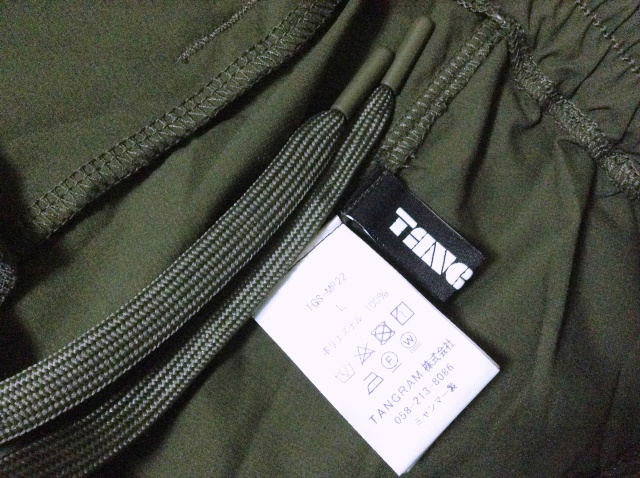 TANG
TGS-MP22
L
ポリエステル 100%
F
W
TANGRAM 株式会社
058-213-8086
ミャンマー製